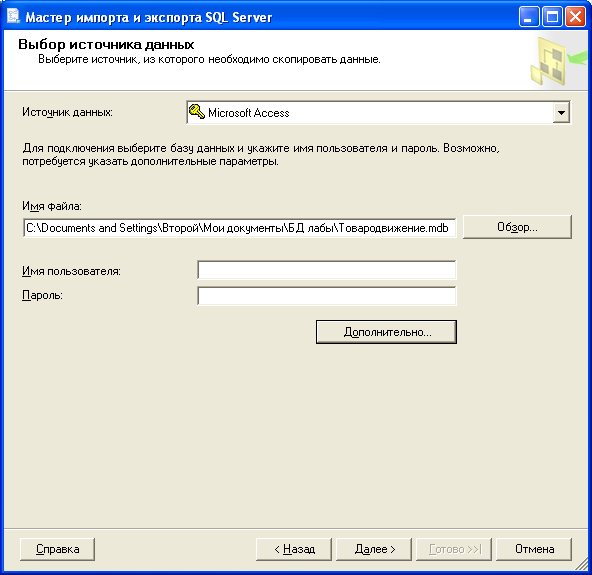 Мастер импорта и экспорта SQL Server
Выбор источника данных
Выберите источник, из которого необходимо скопировать данные.
Источник данных:
Microsoft Access
Для подключения выберите базу данных и укажите имя пользователя и пароль. Возможно,
потребуется указать дополнительные параметры.
Имя файла:
C:\Documents and Settings\Второй\Мои документы\БД лабы\Товародвижение.mdb
Обзор...
Имя пользователя:
Пароль:
Дополнительно...
Справка
< Назад
Далее >
Готово >>|
Отмена